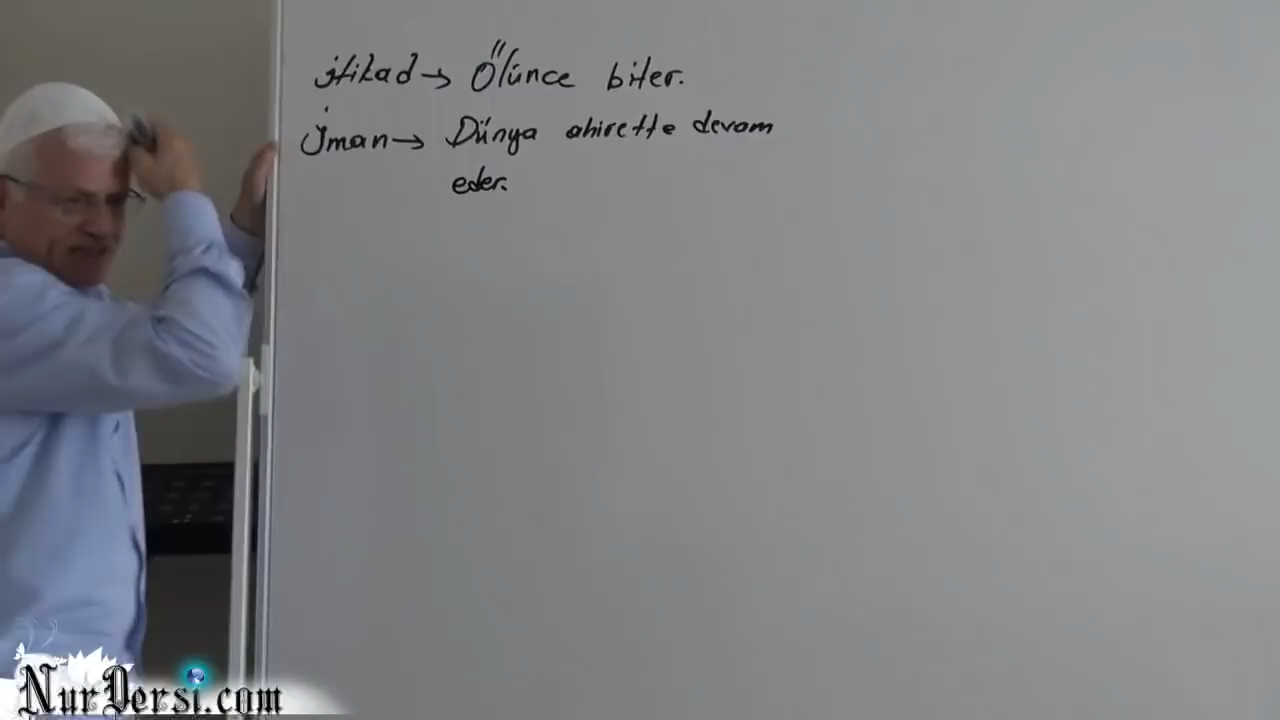 itikad → Ölünce biter.
İman → Dünya ahirette devam
eder.
NurDersi.com